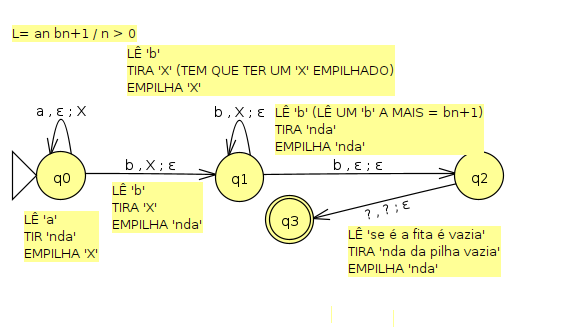 L= an bn+1 / n > 0
LÊ 'b'
TIRA 'X' (TEM QUE TER UM 'X' EMPILHADO)
EMPILHA 'X'
a , ε ; X
b , X ; ε
LÊ 'b' (LÊ UM 'b' A MAIS = bn+1)
TIRA 'nda'
EMPILHA 'nda'
b , X ; ε
b , ε ; ε
q0
q1
q2
LÊ 'b'
TIRA 'X'
EMPILHA 'nda'
? , ? ; ε
q3
LÊ 'a'
TIR 'nda'
EMPILHA 'X'
LÊ 'se é a fita é vazia'
TIRA 'nda da pilha vazia'
EMPILHA 'nda'